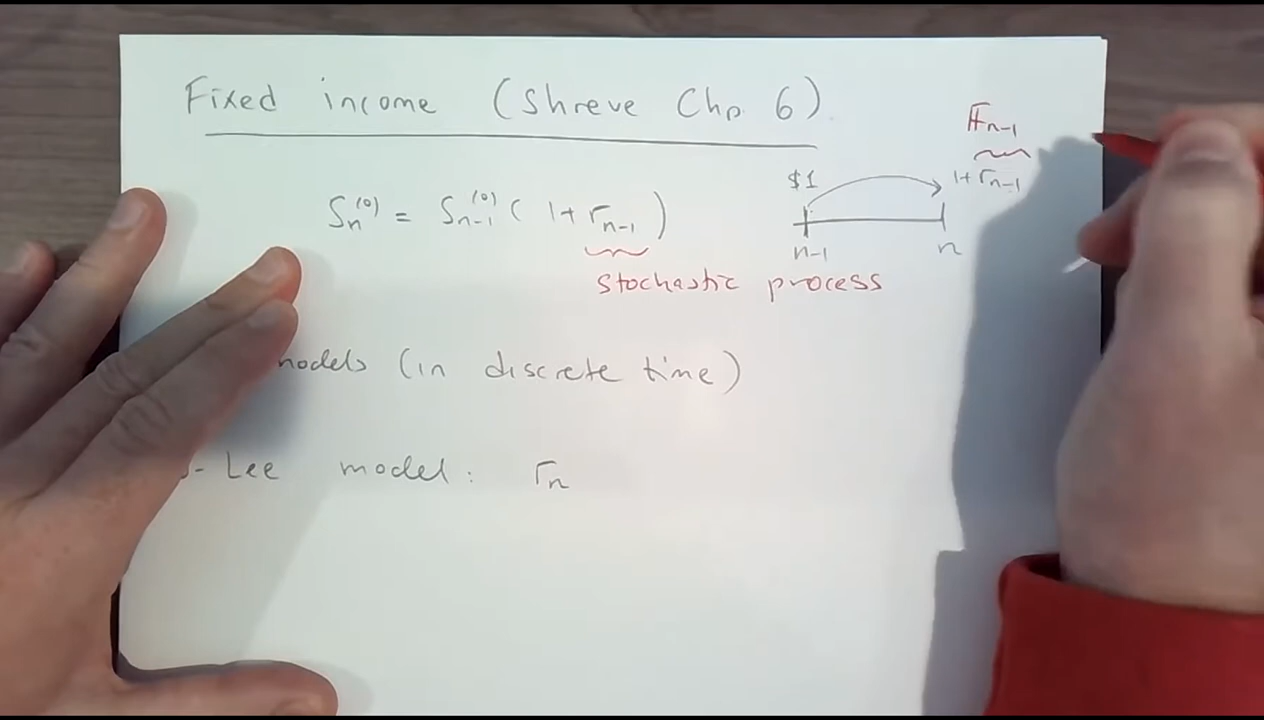 Fixed income (Shreve Chp. 6)
𝔽n-1
$1
1+ rn-1
Sn(0) = Sn-1(0) ( 1+ rn-1 )
n-1 n
stochastic process
models (in discrete time)
- Lee model: rn